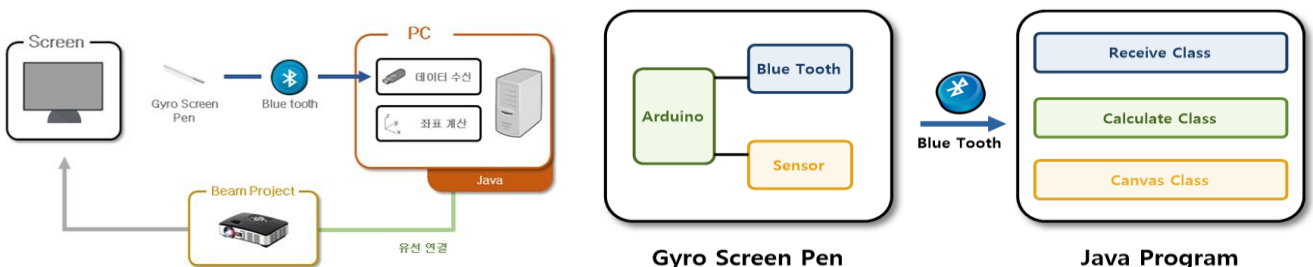 Screen
Gyro Screen
Pen
Blue tooth
PC
데이터 수신
좌표 계산
Java
Beam Project
유선 연결
Arduino
Blue Tooth
Sensor
Gyro Screen Pen
Blue Tooth
Receive Class
Calculate Class
Canvas Class
Java Program